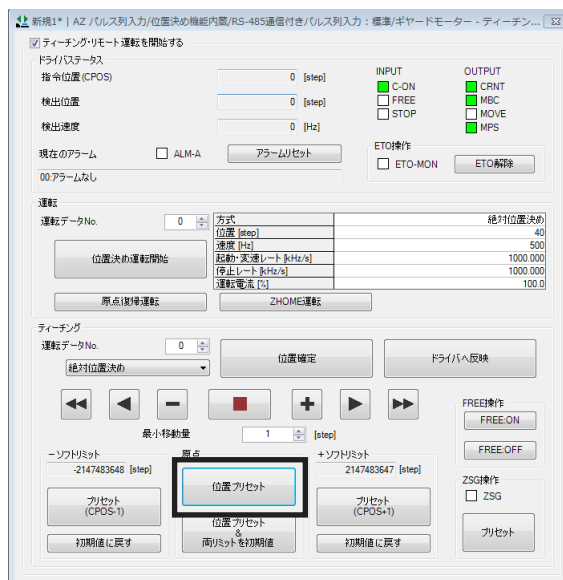 新規1* | AZ パルス列入力/位置決め機能内蔵/RS-485通信付きパルス列入力 : 標準/ギヤードモーター - ティーチン...
ティーチング・リモート運転を開始する
ドライバステータス
指令位置(CPOS) 0 [step]
検出位置 0 [step]
検出速度 0 [Hz]
INPUT
C-ON
FREE
STOP
OUTPUT
CRNT
MBC
MOVE
MPS
現在のアラーム ALM-A アラームリセット
00:アラームなし
ETO操作
ETO-MON ETO解除
運転
運転データNo. 0
位置決め運転開始
方式 絶対位置決め
位置 [step] 40
速度 [Hz] 500
起動・変速レート [kHz/s] 1000.000
停止レート [kHz/s] 1000.000
運転電流 [%] 100.0
原点復帰運転 ZHOME運転
ティーチング
運転データNo. 0
絶対位置決め
位置確定
ドライバへ反映
最小移動量 1 [step]
FREE操作
FREE:ON
FREE:OFF
-ソフトリミット
-2147483648 [step]
プリセット
(CPOS-1)
初期値に戻す
原点
位置プリセット
位置プリセット
&
両リミットを初期値
+ソフトリミット
2147483647 [step]
プリセット
(CPOS+1)
初期値に戻す
ZSG操作
ZSG
プリセット